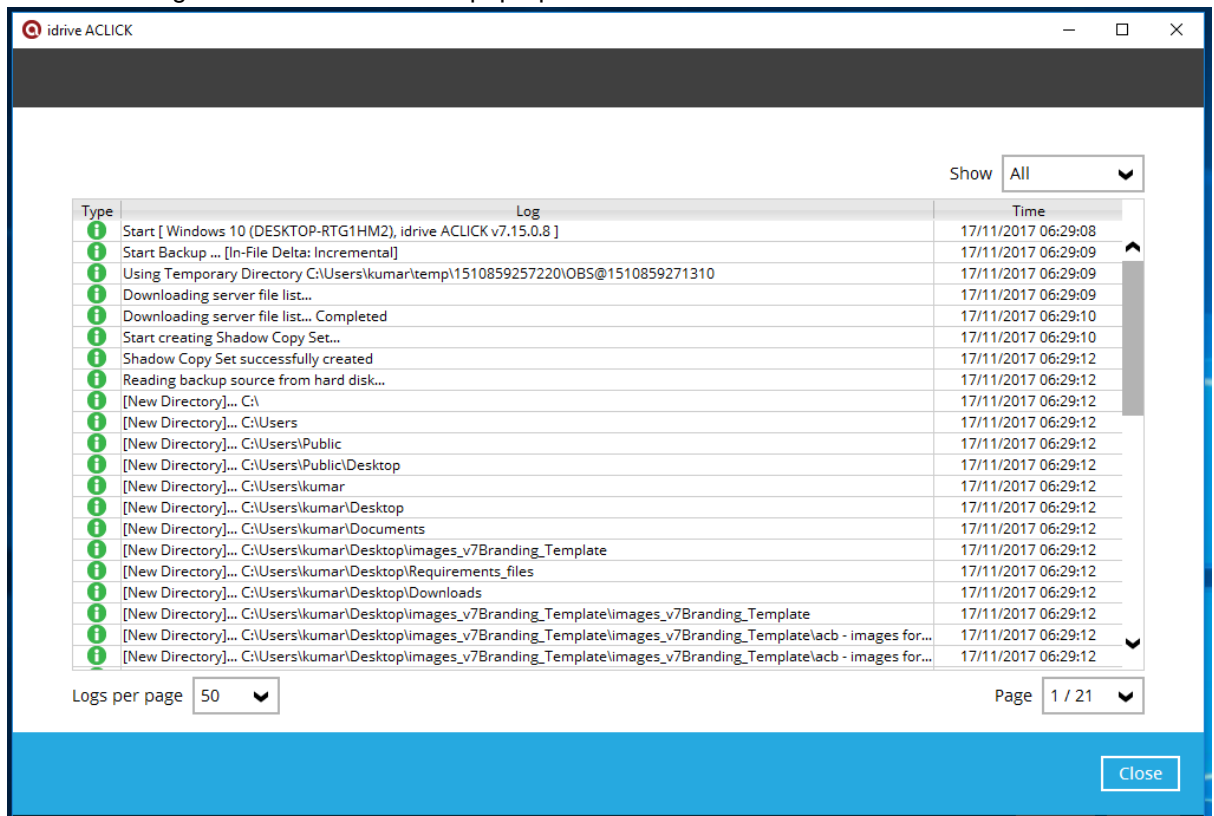 idrive ACLICK
Show All
Type Log Time
Start [ Windows 10 (DESKTOP-RTG1HM2), idrive ACLICK v7.15.0.8 ] 17/11/2017 06:29:08
Start Backup ... [In-File Delta: Incremental] 17/11/2017 06:29:09
Using Temporary Directory C:\Users\kumar\temp\1510859257220\OBS@1510859271310 17/11/2017 06:29:09
Downloading server file list... 17/11/2017 06:29:09
Downloading server file list... Completed 17/11/2017 06:29:10
Start creating Shadow Copy Set... 17/11/2017 06:29:10
Shadow Copy Set successfully created 17/11/2017 06:29:12
Reading backup source from hard disk... 17/11/2017 06:29:12
[New Directory]... C:\ 17/11/2017 06:29:12
[New Directory]... C:\Users 17/11/2017 06:29:12
[New Directory]... C:\Users\Public 17/11/2017 06:29:12
[New Directory]... C:\Users\Public\Desktop 17/11/2017 06:29:12
[New Directory]... C:\Users\kumar 17/11/2017 06:29:12
[New Directory]... C:\Users\kumar\Desktop 17/11/2017 06:29:12
[New Directory]... C:\Users\kumar\Documents 17/11/2017 06:29:12
[New Directory]... C:\Users\kumar\Desktop\images_v7Branding_Template 17/11/2017 06:29:12
[New Directory]... C:\Users\kumar\Desktop\Requirements_files 17/11/2017 06:29:12
[New Directory]... C:\Users\kumar\Desktop\Downloads 17/11/2017 06:29:12
[New Directory]... C:\Users\kumar\Desktop\images_v7Branding_Template\images_v7Branding_Template 17/11/2017 06:29:12
[New Directory]... C:\Users\kumar\Desktop\images_v7Branding_Template\images_v7Branding_Template\acb - images for... 17/11/2017 06:29:12
[New Directory]... C:\Users\kumar\Desktop\images_v7Branding_Template\images_v7Branding_Template\acb - images for... 17/11/2017 06:29:12
Logs per page 50 Page 1 / 21
Close